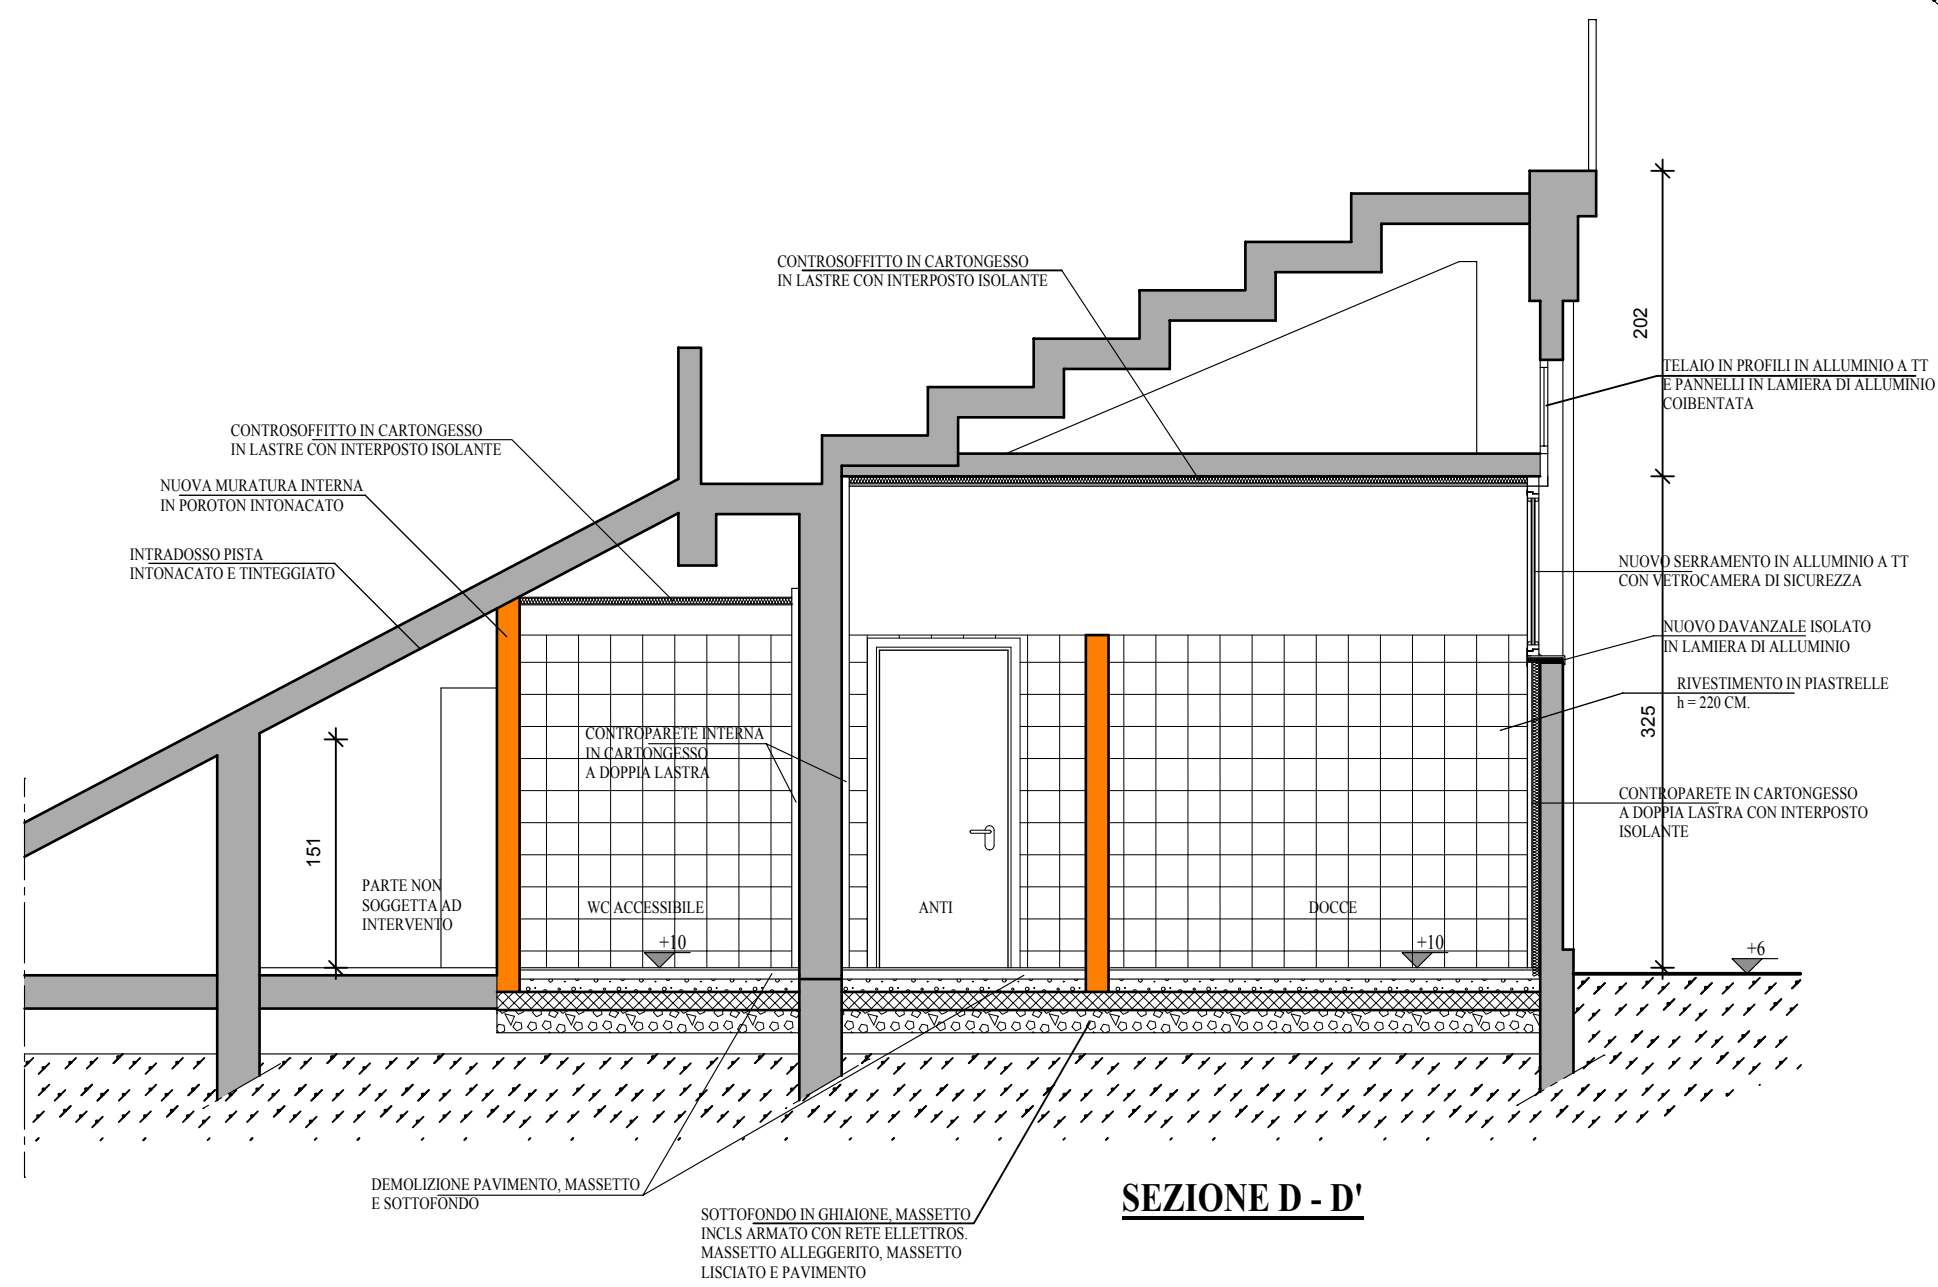 CONTROSOFFITTO IN CARTONGESSO
IN LASTRE CON INTERPOSTO ISOLANTE
202
TELAIO IN PROFILI IN ALLUMINIO A TT
E PANNELLI IN LAMIERA DI ALLUMINIO
COIBENTATA
CONTROSOFFITTO IN CARTONGESSO
IN LASTRE CON INTERPOSTO ISOLANTE
NUOVA MURATURA INTERNA
IN POROTON INTONACATO
INTRADOSSO PISTA
INTONACATO E TINTEGGIATO
NUOVO SERRAMENTO IN ALLUMINIO A TT
CON VETROCAMERA DI SICUREZZA
NUOVO DAVANZALE ISOLATO
IN LAMIERA DI ALLUMINIO
RIVESTIMENTO IN PIASTRELLE
h = 220 CM.
325
CONTROPARETE INTERNA
IN CARTONGESSO
A DOPPIA LASTRA
CONTROPARETE IN CARTONGESSO
A DOPPIA LASTRA CON INTERPOSTO
ISOLANTE
151
PARTE NON
SOGGETTA AD
INTERVENTO
WC ACCESSIBILE
ANTI
DOCCE
+10
+10
+6
DEMOLIZIONE PAVIMENTO, MASSETTO
E SOTTOFONDO
SOTTOFONDO IN GHIAIONE, MASSETTO
INCLS ARMATO CON RETE ELLETTROS.
MASSETTO ALLEGGERITO, MASSETTO
LISCIATO E PAVIMENTO
SEZIONE D - D'